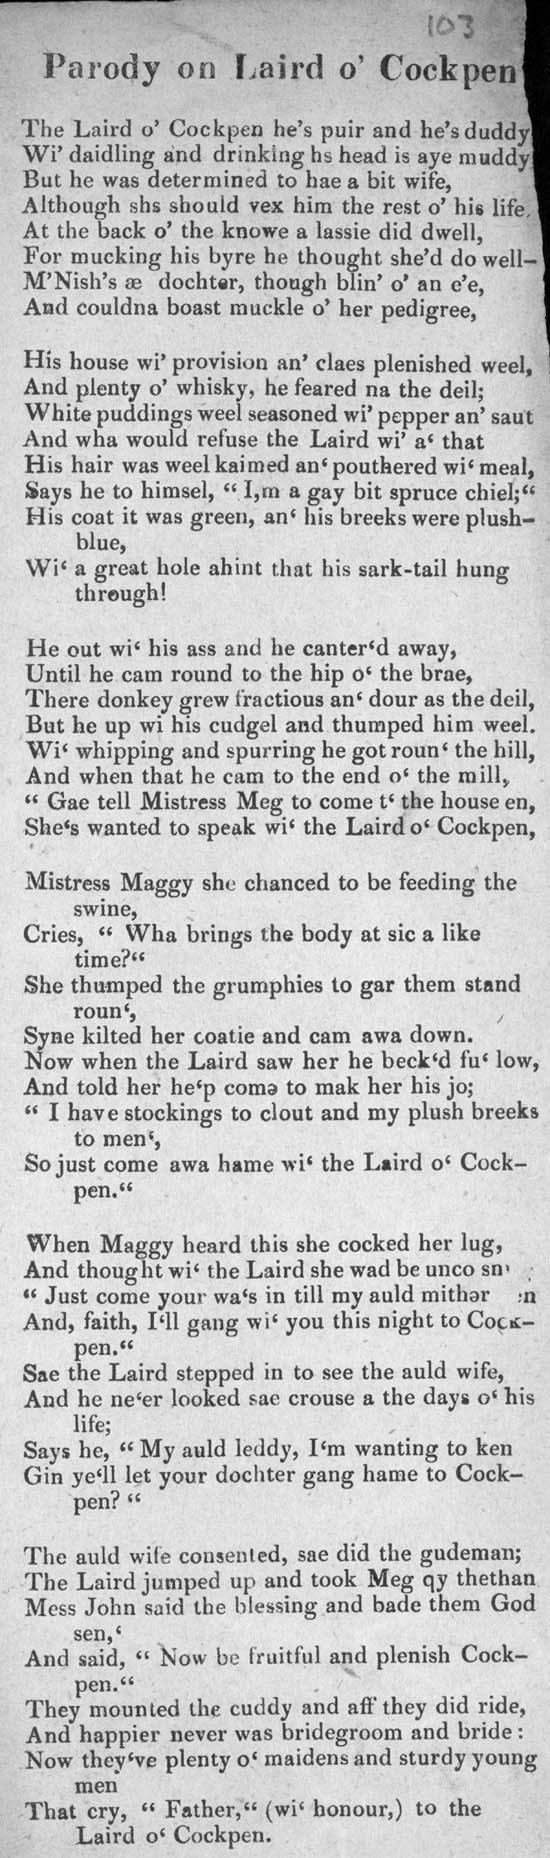 103
Parody on Laird o' Cockpen
The Laird o' Cockpen he's puir and he's duddy
Wi' daidling and drinking hs head is aye muddy
But he was determined to hae a bit wife,
Although shs should vex him the rest o' his life.
At the back o' the knowe a lassie did dwell,
For mucking his byre he thought she'd do well–
M'Nish's æ dochter, though blin' o' an e'e,
And couldna boast muckle o' her pedigree,
His house wi' provision an' claes plenished weel,
And plenty o' whisky, he feared na the deil;
White puddings weel seasoned wi' pepper an' saut
And wha would refuse the Laird wi' a‘ that
His hair was weel kaimed an‘ pouthered wi‘ meal,
Says he to himsel, “ I,m a gay bit spruce chiel;“
His coat it was green, an‘ his breeks were plush–
blue,
Wi‘ a great hole ahint that his sark-tail hung
through!
He out wi‘ his ass and he canter‘d away,
Until he cam round to the hip o‘ the brae,
There donkey grew fractious an‘ dour as the deil,
But he up wi his cudgel and thumped him weel.
Wi‘ whipping and spurring he got roun‘ the hill,
And when that he cam to the end o‘ the mill,
“ Gae tell Mistress Meg to come t‘ the house en,
She‘s wanted to speak wi‘ the Laird o‘ Cockpen,
Mistress Maggy she chanced to be feeding the
swine,
Cries, “ Wha brings the body at sic a like
time?“
She thumped the grumphies to gar them stand
roun‘,
Syne kilted her coatie and cam awa down.
Now when the Laird saw her he beck‘d fu‘ low,
And told her he‘p comə to mak her his jo;
“ I have stockings to clout and my plush breeks
to men‘,
So just come awa hame wi‘ the Laird o‘ Cock–
pen.“
When Maggy heard this she cocked her lug,
And thought wi‘ the Laird she wad be unco
“ Just come your wa‘s in till my auld mithər
And, faith, I‘ll gang wi‘ you this night to Cock–
pen.“
Sae the Laird stepped in to see the auld wife,
And he ne‘er looked sae crouse a the days o‘ his
life;
Says he, “ My auld leddy, I‘m wanting to ken
Gin ye‘ll let your dochter gang hame to Cock–
pen? “
The auld wife consented, sae did the gudeman;
The Laird jumped up and took Meg qy thethan
Mess John said the blessing and bade them God
sen,‘
And said, “ Now be fruitful and plenish Cock–
pen.“
They mounted the cuddy and aff they did ride,
And happier never was bridegroom and bride :
Now they‘ve plenty o‘ maidens and sturdy young
men
That cry, “ Father,“ (wi‘ honour,) to the
Laird o‘ Cockpen.